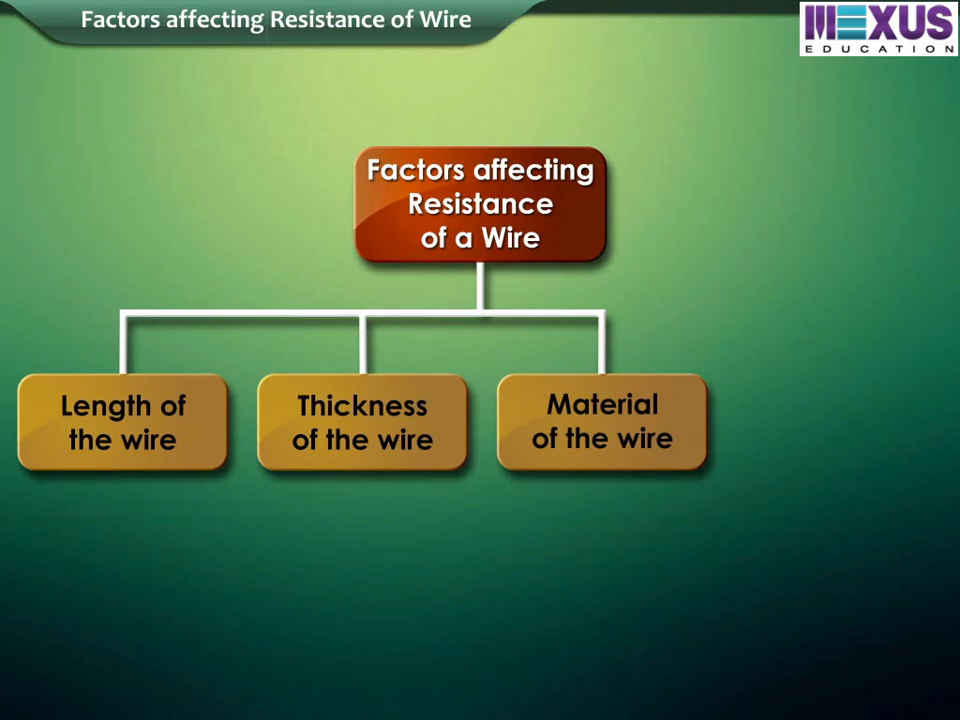 Factors affecting Resistance of Wire
MEXUS
EDUCATION
Factors affecting
Resistance
of a Wire
Length of
the wire
Thickness
of the wire
Material
of the wire